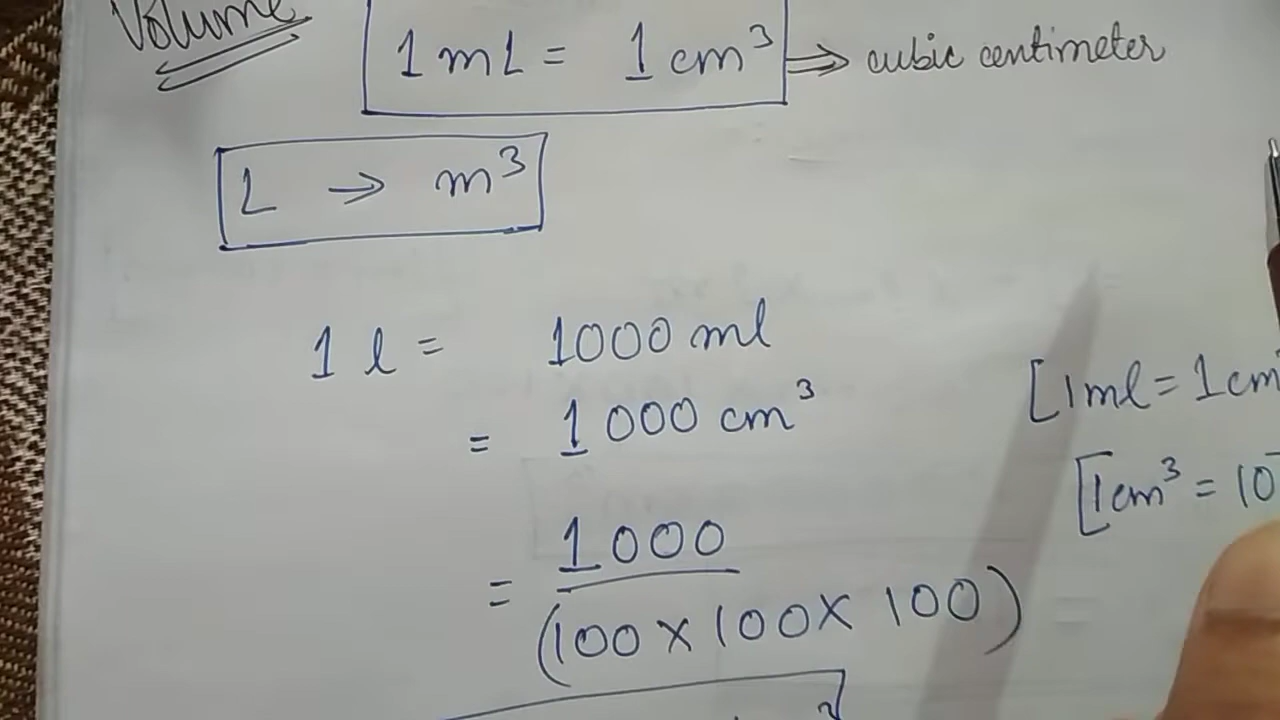 Volume
1 mL = 1 cm³ ⇒ cubic centimeter
L → m³
1 l = 1000 ml
= 1000 cm³
[1ml = 1cm
[1cm³ = 10
= 1000
(100 x 100 x 100)